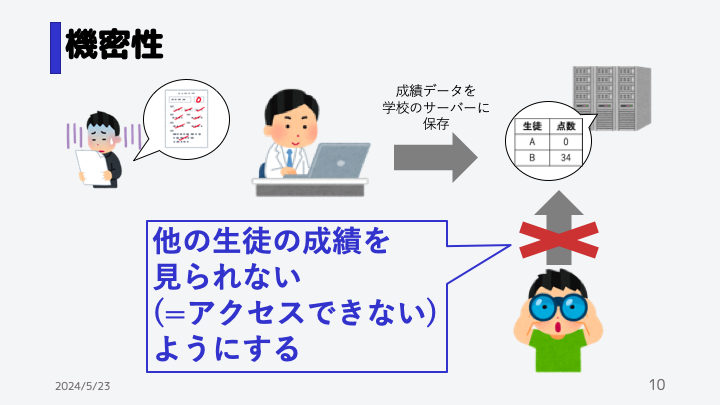 機密性
成績データを
学校のサーバーに
保存
生徒 点数
A 0
B 34
0
他の生徒の成績を
見られない
(=アクセスできない)
ようにする
2024/5/23
10